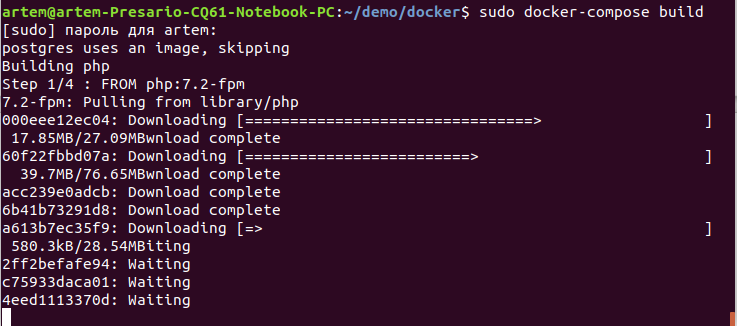 artem@artem-Presario-CQ61-Notebook-PC:~/demo/docker$ sudo docker-compose build
[sudo] пароль для artem:
postgres uses an image, skipping
Building php
Step 1/4 : FROM php:7.2-fpm
7.2-fpm: Pulling from library/php
000eee12ec04: Downloading [================================>                  ]
 17.85MB/27.09MBwnload complete
60f22fbbd07a: Downloading [=========================>                         ]
  39.7MB/76.65MBwnload complete
acc239e0adcb: Download complete
6b41b73291d8: Download complete
a613b7ec35f9: Downloading [=>                                                 ]
 580.3kB/28.54MBiting
2ff2befafe94: Waiting
c75933daca01: Waiting
4eed1113370d: Waiting